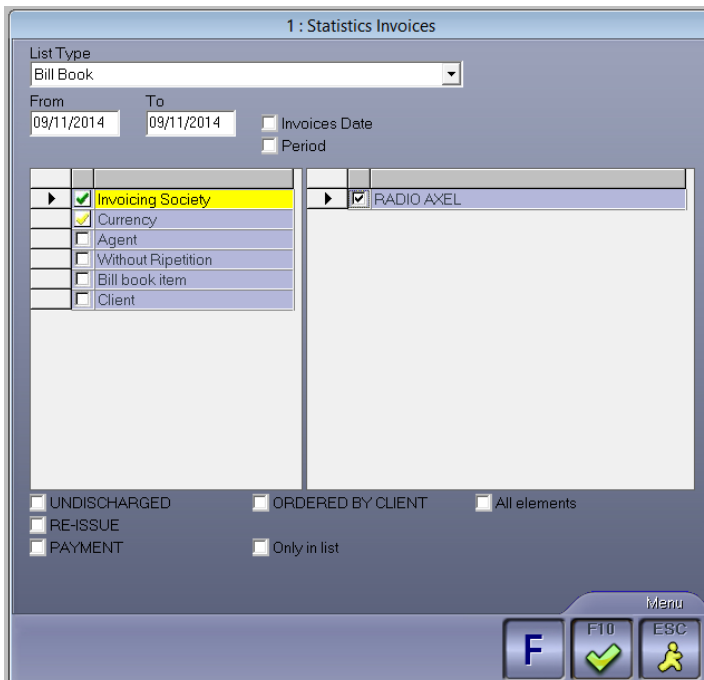 1 : Statistics Invoices
List Type
Bill Book
From To
09/11/2014 09/11/2014 Invoices Date
Period
Invoicing Society RADIO AXEL
Currency
Agent
Without Ripetition
Bill book item
Client
UNDISCHARGED ORDERED BY CLIENT All elements
RE-ISSUE
PAYMENT Only in list
Menu
F F10 ESC